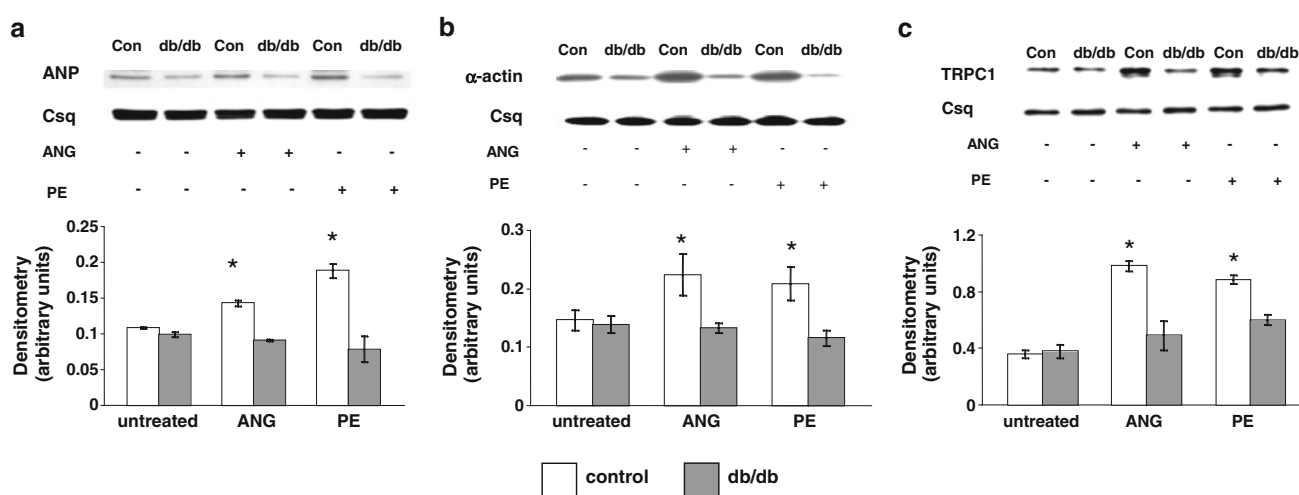 a
Con db/db Con db/db Con db/db
ANP
Csq
ANG - - + + - -
PE - - - - + +
Densitometry
(arbitrary units)
0.25
0.2
0.15
0.1
0.05
0
* *
untreated ANG PE
b
Con db/db Con db/db Con db/db
α-actin
Csq
ANG - - + + - -
PE - - - - + +
Densitometry
(arbitrary units)
0.3
0.2
0.1
0
* *
untreated ANG PE
c
Con db/db Con db/db Con db/db
TRPC1
Csq
ANG - - + + - -
PE - - - - + +
Densitometry
(arbitrary units)
1.2
0.8
0.4
0
* *
untreated ANG PE
control db/db